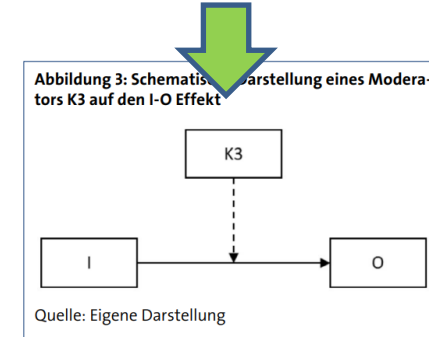 Abbildung 3: Schematis Darstellung eines Modera-
tors K3 auf den I-O Effekt
K3
I
O
Quelle: Eigene Darstellung